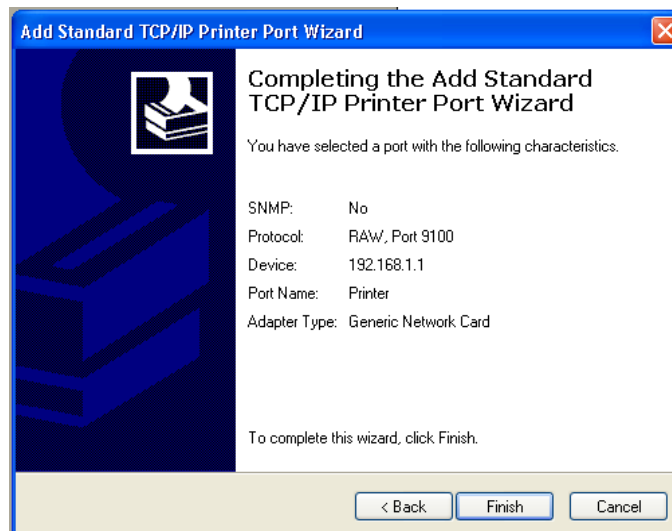 Add Standard TCP/IP Printer Port Wizard
Completing the Add Standard
TCP/IP Printer Port Wizard
You have selected a port with the following characteristics.
SNMP: No
Protocol: RAW, Port 9100
Device: 192.168.1.1
Port Name: Printer
Adapter Type: Generic Network Card
To complete this wizard, click Finish.
< Back Finish Cancel